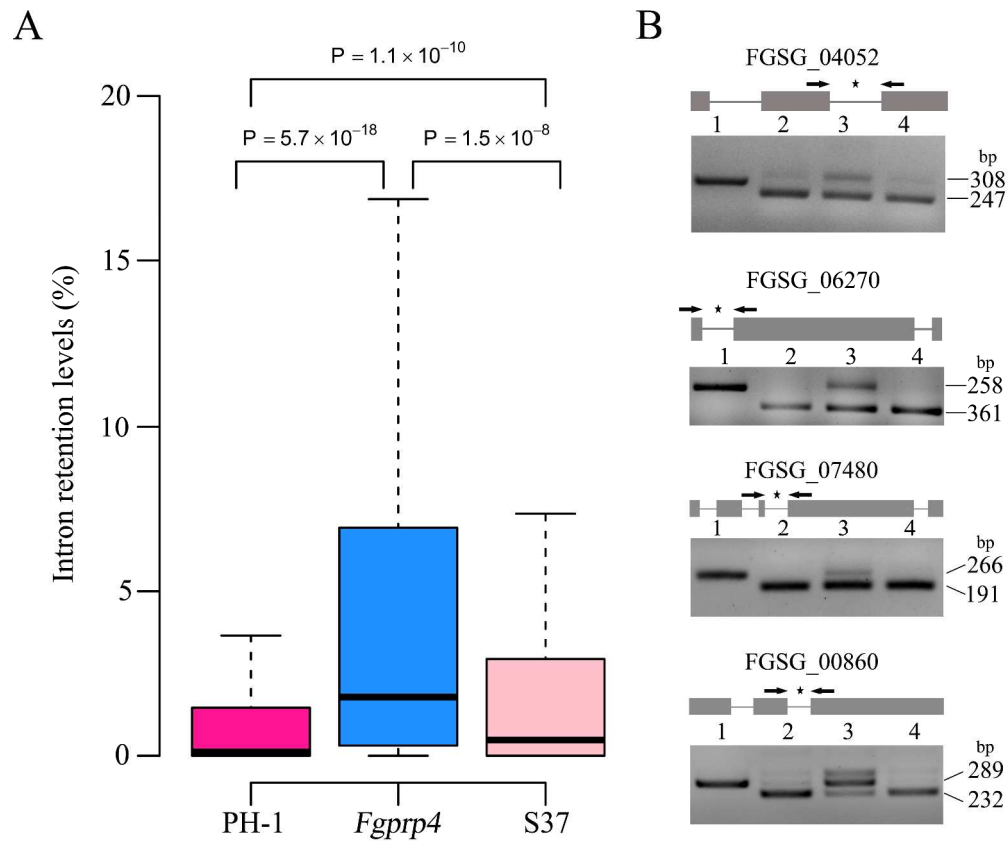 A
P = 1.1 × 10⁻¹⁰
P = 5.7 × 10⁻¹⁸
P = 1.5 × 10⁻⁸
Intron retention levels (%)
20
15
10
5
0
PH-1
Fgprp4
S37
B
FGSG_04052
1 2 3 4
bp
308
247
FGSG_06270
1 2 3 4
bp
258
361
FGSG_07480
1 2 3 4
bp
266
191
FGSG_00860
1 2 3 4
bp
289
232